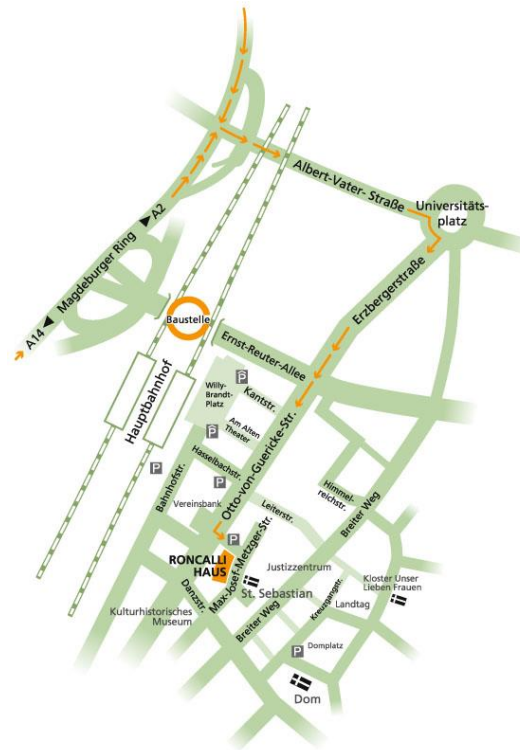 Albert-Vater- Straße
Universitäts-
platz
A2
Magdeburger Ring
A14
Erzbergerstraße
Baustelle
Ernst-Reuter-Allee
Hauptbahnhof
Willy-
Brandt-
Platz
P
Kantstr.
Am Alten
Theater
P
Otto-von-Guericke-Str.
Hasselbachstr.
P
Bahnhofstr.
P
Vereinsbank
Himmel-
reichstr.
Breiter Weg
Leiterstr.
P
RONCALLI
HAUS
Max-Josef-Metzger-Str.
Justizzentrum
St. Sebastian
Kloster Unser
Lieben Frauen
Kreuzgangstr.
Landtag
Danzstr.
Kulturhistorisches
Museum
Breiter Weg
Domplatz
P
Dom